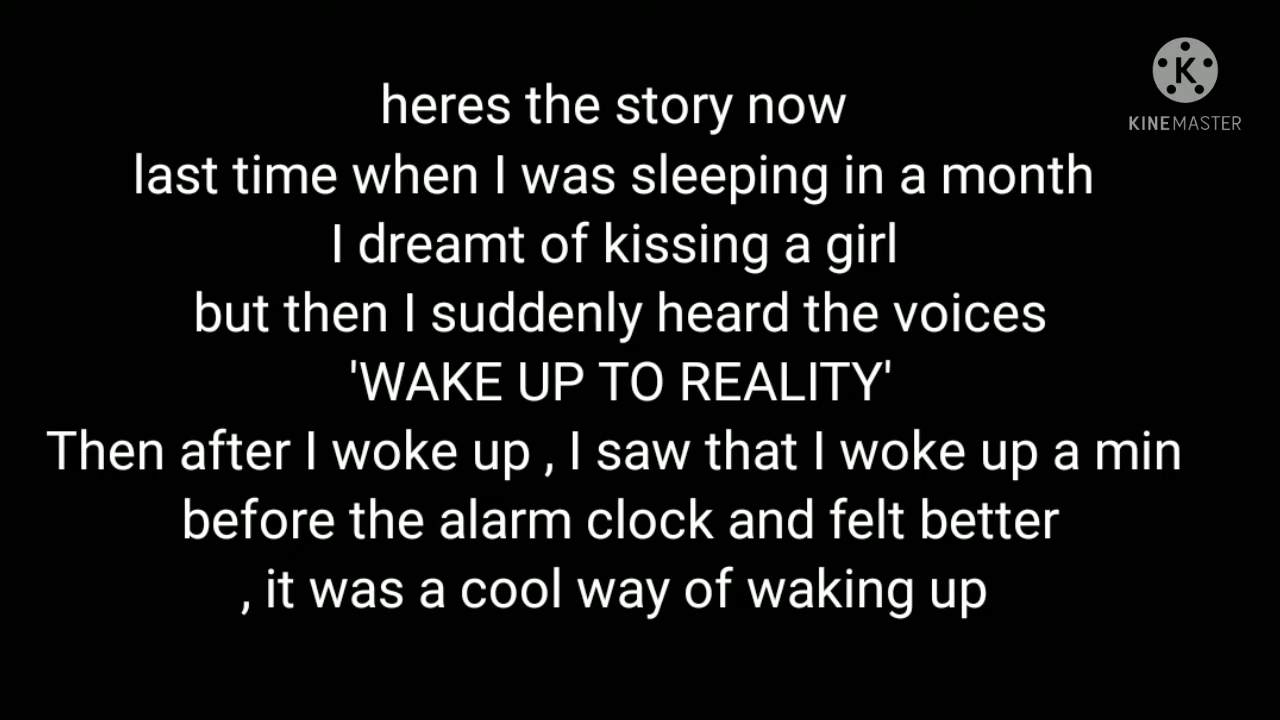 heres the story now
K
KINEMASTER
last time when I was sleeping in a month
I dreamt of kissing a girl
but then I suddenly heard the voices
'WAKE UP TO REALITY'
Then after I woke up , I saw that I woke up a min
before the alarm clock and felt better
, it was a cool way of waking up